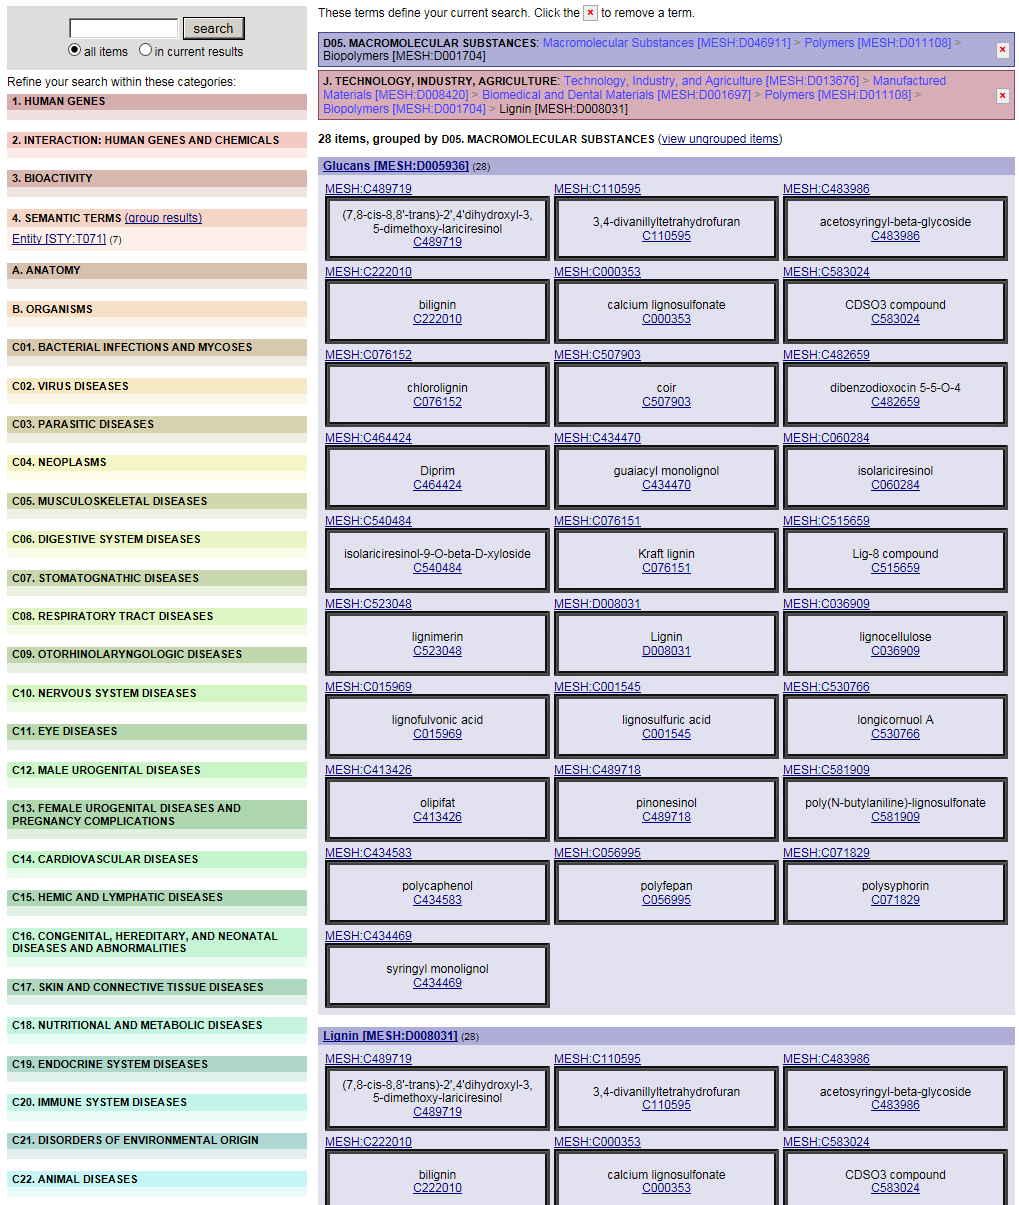 search
all items
in current results
Refine your search within these categories:
1. HUMAN GENES
2. INTERACTION: HUMAN GENES AND CHEMICALS
3. BIOACTIVITY
4. SEMANTIC TERMS (group results)
Entity [STY:T071] (7)
A. ANATOMY
B. ORGANISMS
C01. BACTERIAL INFECTIONS AND MYCOSES
C02. VIRUS DISEASES
C03. PARASITIC DISEASES
C04. NEOPLASMS
C05. MUSCULOSKELETAL DISEASES
C06. DIGESTIVE SYSTEM DISEASES
C07. STOMATOGNATHIC DISEASES
C08. RESPIRATORY TRACT DISEASES
C09. OTORHINOLARYNGOLOGIC DISEASES
C10. NERVOUS SYSTEM DISEASES
C11. EYE DISEASES
C12. MALE UROGENITAL DISEASES
C13. FEMALE UROGENITAL DISEASES AND
PREGNANCY COMPLICATIONS
C14. CARDIOVASCULAR DISEASES
C15. HEMIC AND LYMPHATIC DISEASES
C16. CONGENITAL, HEREDITARY, AND NEONATAL
DISEASES AND ABNORMALITIES
C17. SKIN AND CONNECTIVE TISSUE DISEASES
C18. NUTRITIONAL AND METABOLIC DISEASES
C19. ENDOCRINE SYSTEM DISEASES
C20. IMMUNE SYSTEM DISEASES
C21. DISORDERS OF ENVIRONMENTAL ORIGIN
C22. ANIMAL DISEASES
These terms define your current search. Click the × to remove a term.
D05. MACROMOLECULAR SUBSTANCES: Macromolecular Substances [MESH:D046911] > Polymers [MESH:D011108] >
Biopolymers [MESH:D001704]
×
J. TECHNOLOGY, INDUSTRY, AGRICULTURE: Technology, Industry, and Agriculture [MESH:D013676] > Manufactured
Materials [MESH:D008420] > Biomedical and Dental Materials [MESH:D001697] > Polymers [MESH:D011108] >
Biopolymers [MESH:D001704] > Lignin [MESH:D008031]
×
28 items, grouped by D05. MACROMOLECULAR SUBSTANCES (view ungrouped items)
Glucans [MESH:D005936] (28)
MESH:C489719 MESH:C110595 MESH:C483986
(7,8-cis-8,8'-trans)-2',4'dihydroxyl-3,
5-dimethoxy-lariciresinol
C489719
3,4-divanillyltetrahydrofuran
C110595
acetosyringyl-beta-glycoside
C483986
MESH:C222010 MESH:C000353 MESH:C583024
bilignin
C222010
calcium lignosulfonate
C000353
CDSO3 compound
C583024
MESH:C076152 MESH:C507903 MESH:C482659
chlorolignin
C076152
coir
C507903
dibenzodioxocin 5-5-O-4
C482659
MESH:C464424 MESH:C434470 MESH:C060284
Diprim
C464424
guaiacyl monolignol
C434470
isolariciresinol
C060284
MESH:C540484 MESH:C076151 MESH:C515659
isolariciresinol-9-O-beta-D-xyloside
C540484
Kraft lignin
C076151
Lig-8 compound
C515659
MESH:C523048 MESH:D008031 MESH:C036909
lignimerin
C523048
Lignin
D008031
lignocellulose
C036909
MESH:C015969 MESH:C001545 MESH:C530766
lignofulvonic acid
C015969
lignosulfuric acid
C001545
longicornuol A
C530766
MESH:C413426 MESH:C489718 MESH:C581909
olipifat
C413426
pinonesinol
C489718
poly(N-butylaniline)-lignosulfonate
C581909
MESH:C434583 MESH:C056995 MESH:C071829
polycaphenol
C434583
polyfepan
C056995
polysyphorin
C071829
MESH:C434469
syringyl monolignol
C434469
Lignin [MESH:D008031] (28)
MESH:C489719 MESH:C110595 MESH:C483986
(7,8-cis-8,8'-trans)-2',4'dihydroxyl-3,
5-dimethoxy-lariciresinol
C489719
3,4-divanillyltetrahydrofuran
C110595
acetosyringyl-beta-glycoside
C483986
MESH:C222010 MESH:C000353 MESH:C583024
bilignin
C222010
calcium lignosulfonate
C000353
CDSO3 compound
C583024